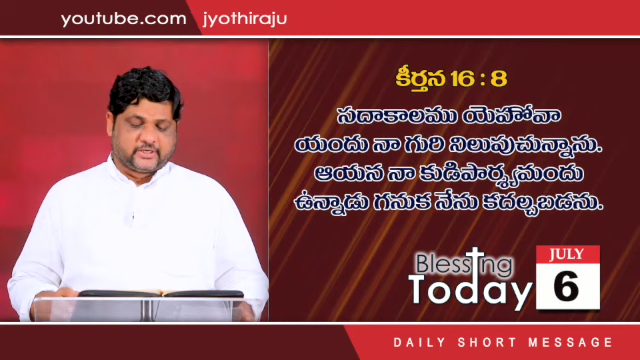 youtube.com jyothiraju
కీర్తన 16 : 8
సదాకాలము యెహోవా
యందు నా గురి నిలుపుచున్నాను.
ఆయన నా కుడిపార్శ్వమందు
ఉన్నాడు గనుక నేను కదల్చబడను.
Blessing
Today
JULY
6
DAILY SHORT MESSAGE